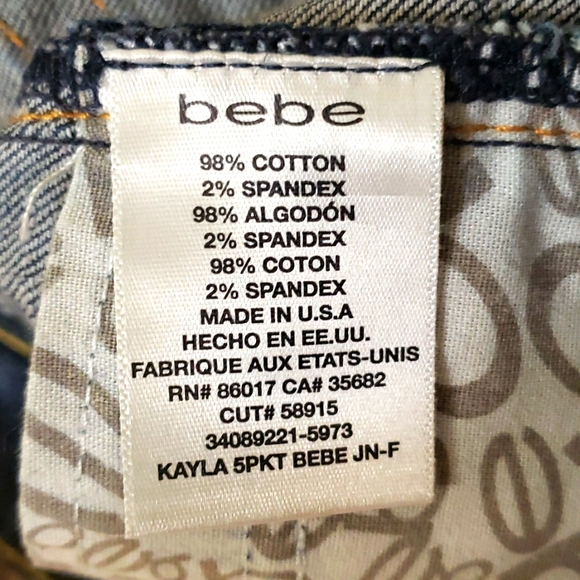 bebe
98% COTTON
2% SPANDEX
98% ALGODÓN
2% SPANDEX
98% COTON
2% SPANDEX
MADE IN U.S.A
HECHO EN EE.UU.
FABRIQUE AUX ETATS-UNIS
RN# 86017 CA# 35682
CUT# 58915
34089221-5973
KAYLA 5PKT BEBE JN-F